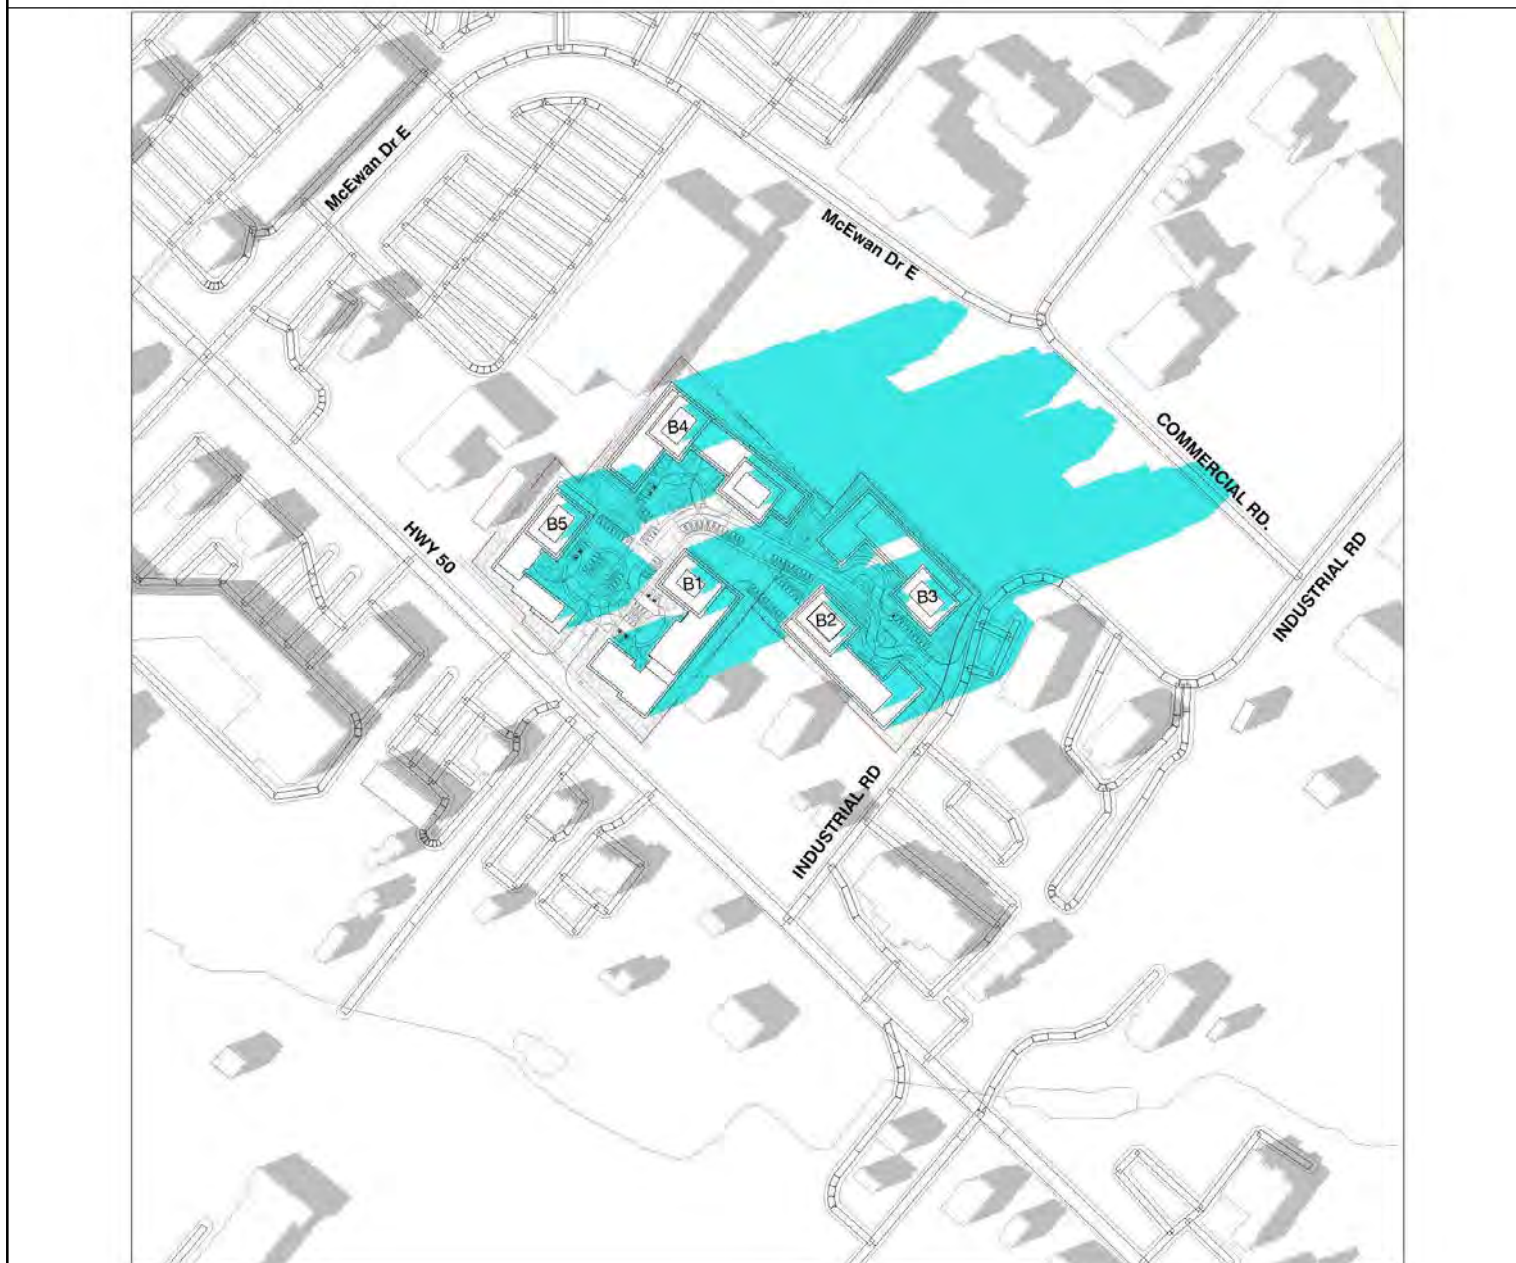 McEwan Dr E
McEwan Dr E
B4
COMMERCIAL RD.
B5
HWY 50
B1
B3
B2
INDUSTRIAL RD
INDUSTRIAL RD